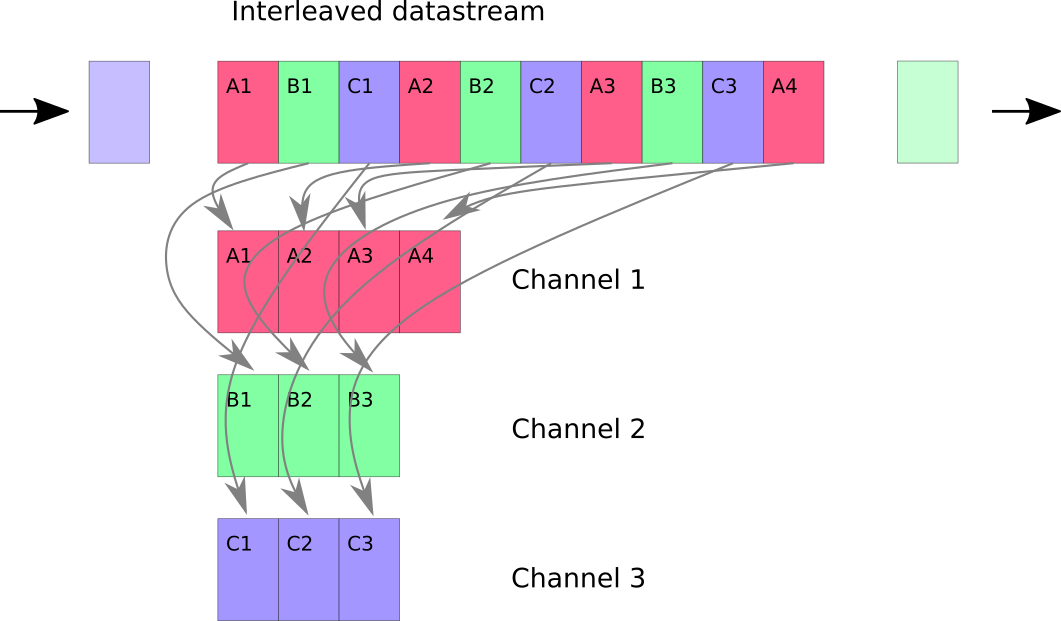 Interleaved datastream
A1 B1 C1 A2 B2 C2 A3 B3 C3 A4
A1 A2 A3 A4
Channel 1
B1 B2 B3
Channel 2
C1 C2 C3
Channel 3